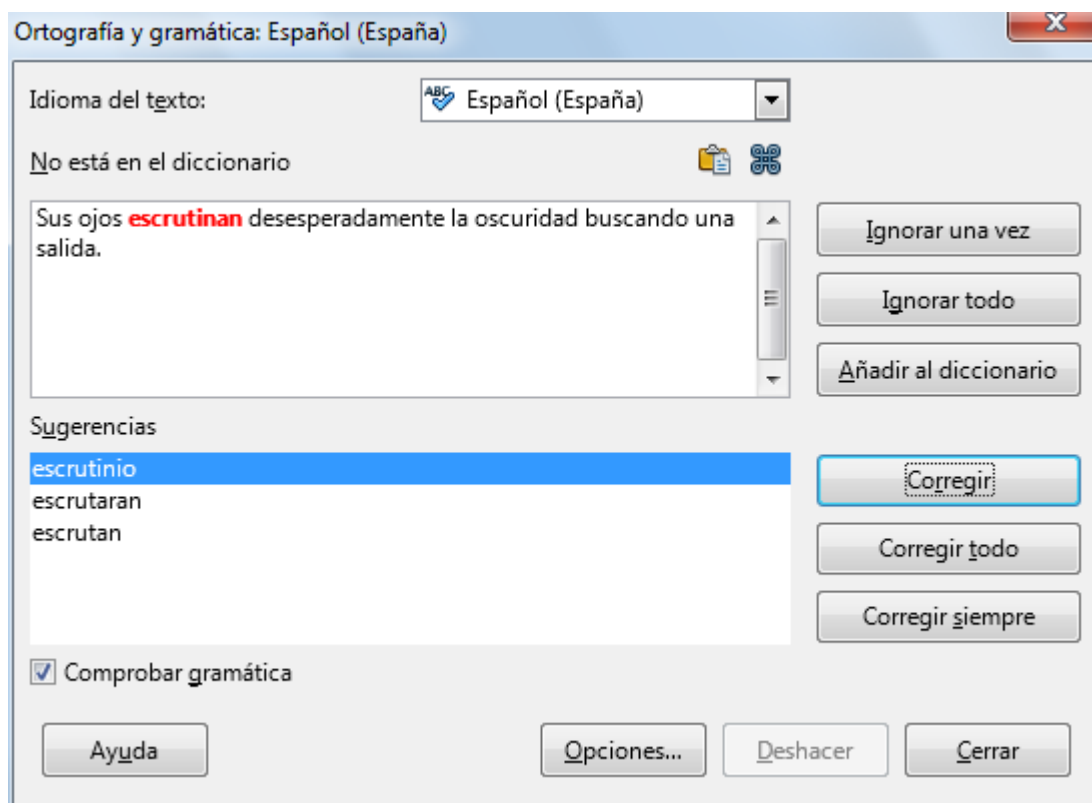 Ortografía y gramática: Español (España)
Idioma del texto:
Español (España)
No está en el diccionario
Sus ojos escrutinan desesperadamente la oscuridad buscando una
salida.
Ignorar una vez
Ignorar todo
Añadir al diccionario
Sugerencias
escrutinio
escrutaran
escrutan
Corregir
Corregir todo
Corregir siempre
Comprobar gramática
Ayuda
Opciones...
Deshacer
Cerrar